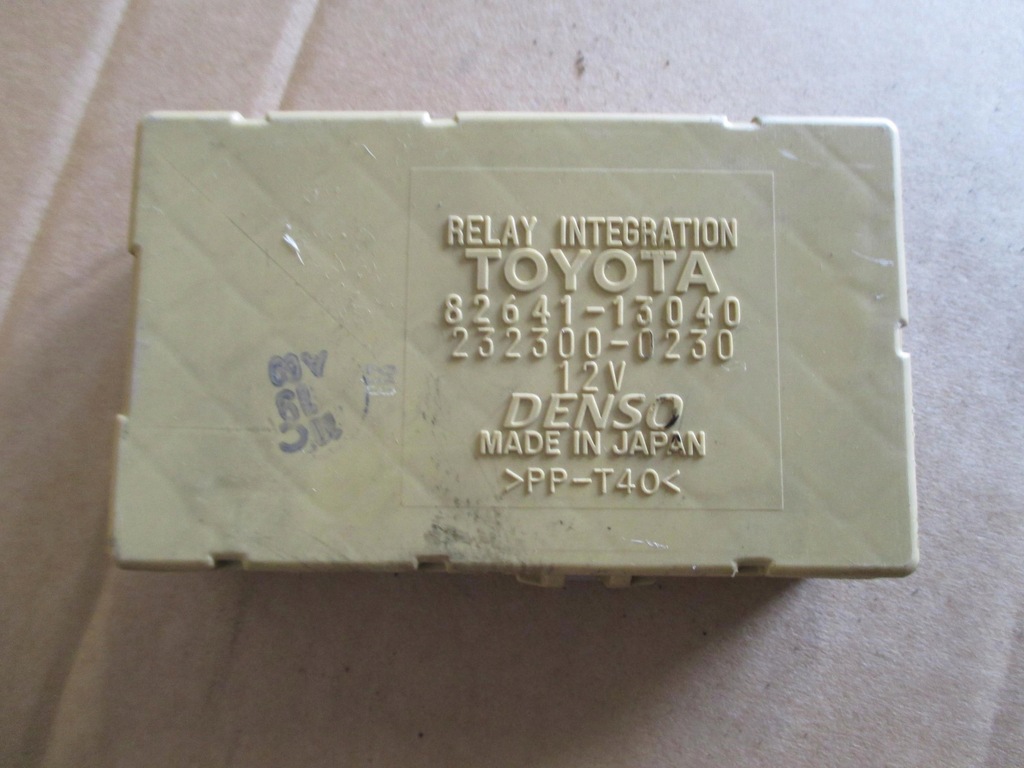 RELAY INTEGRATION
TOYOTA
82641-13040
232300-0230
12V
DENSO
MADE IN JAPAN
>PP-T40<